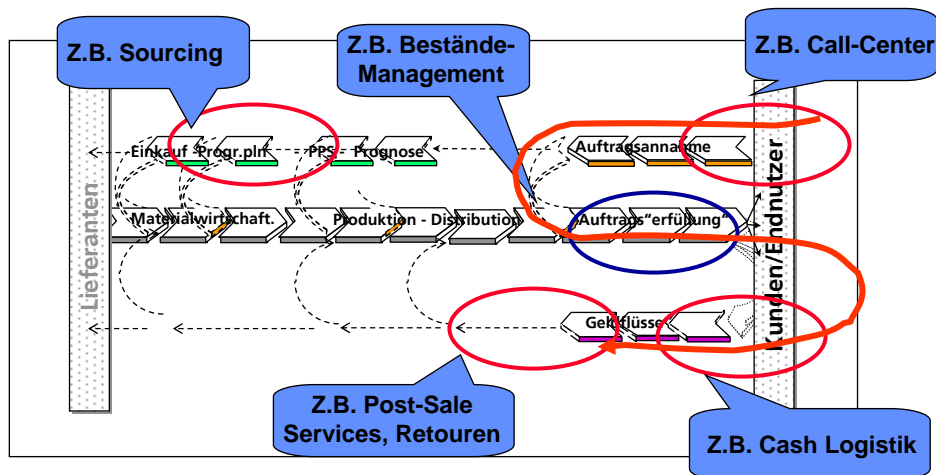 Z.B. Sourcing
Z.B. Bestände-
Management
Z.B. Call-Center
Einkauf Progr.pln
PPS - Prognose
Auftragsannahme
Materialwirtschaft.
Produktion - Distribution
Auftrags“erfüllung“
Lieferanten
Kunden/Endnutzer
Geldflüsse
Z.B. Post-Sale
Services, Retouren
Z.B. Cash Logistik